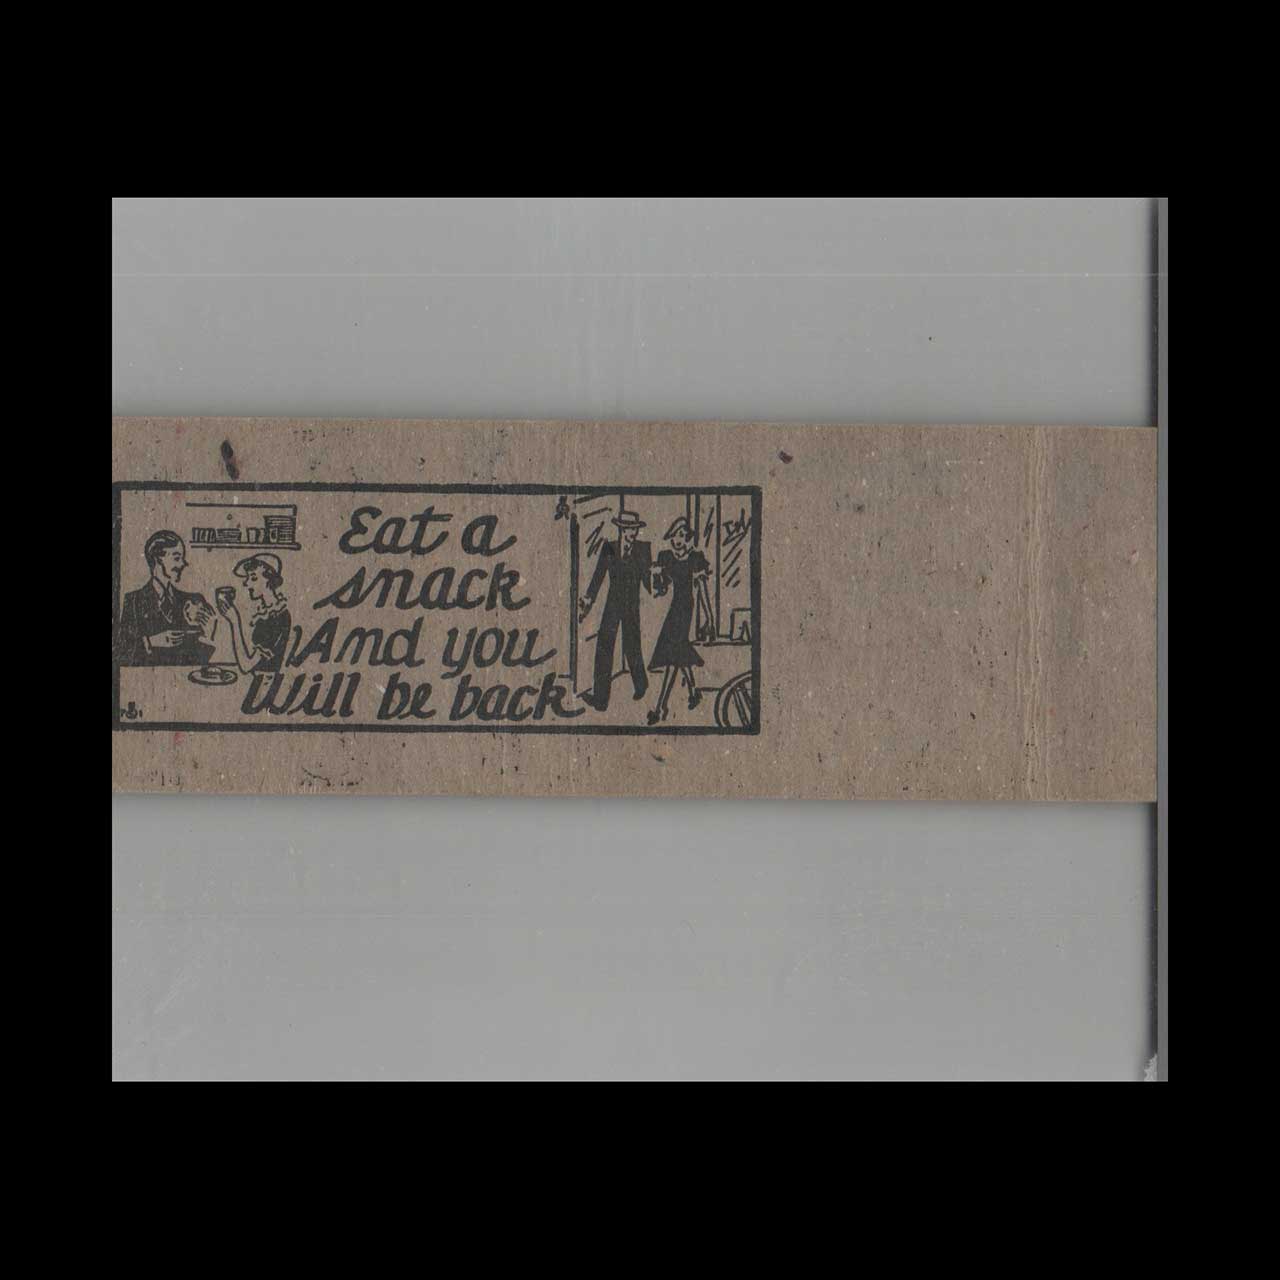 Eat a
snack
And you
Will be back